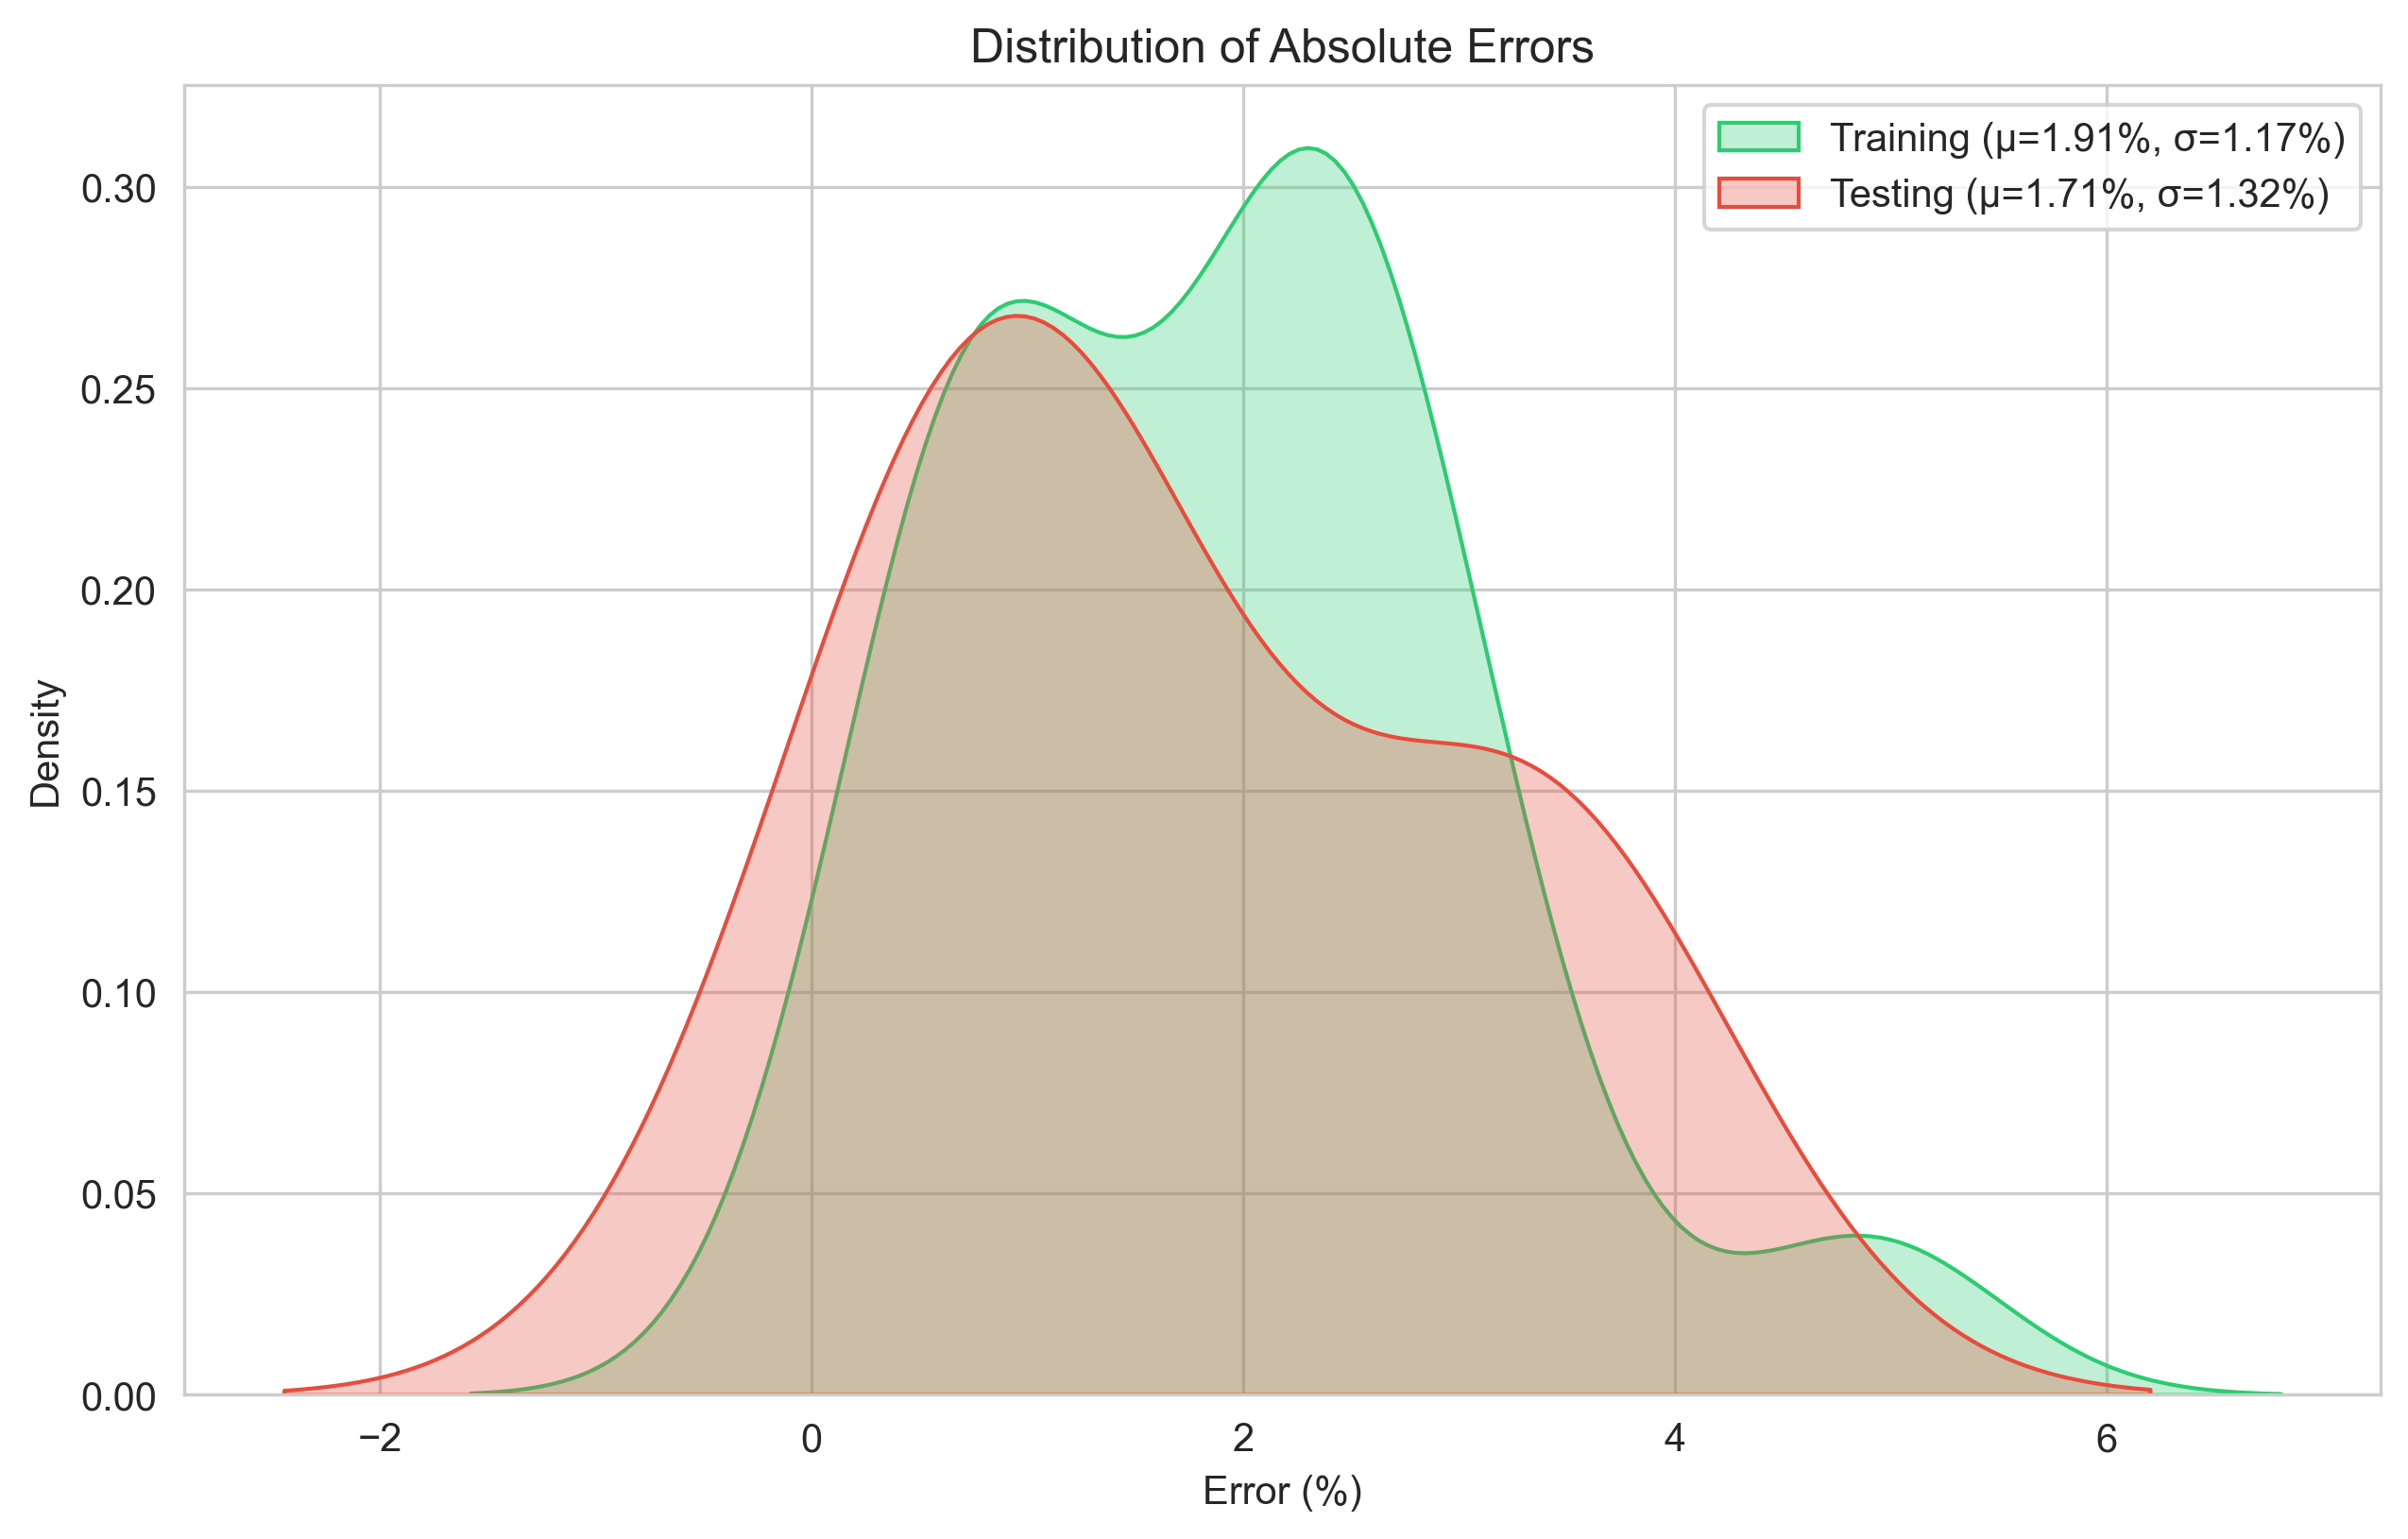 Distribution of Absolute Errors
Training (μ=1.91%, σ=1.17%)
Testing (μ=1.71%, σ=1.32%)
Density
0.30
0.25
0.20
0.15
0.10
0.05
0.00
−2
0
2
4
6
Error (%)